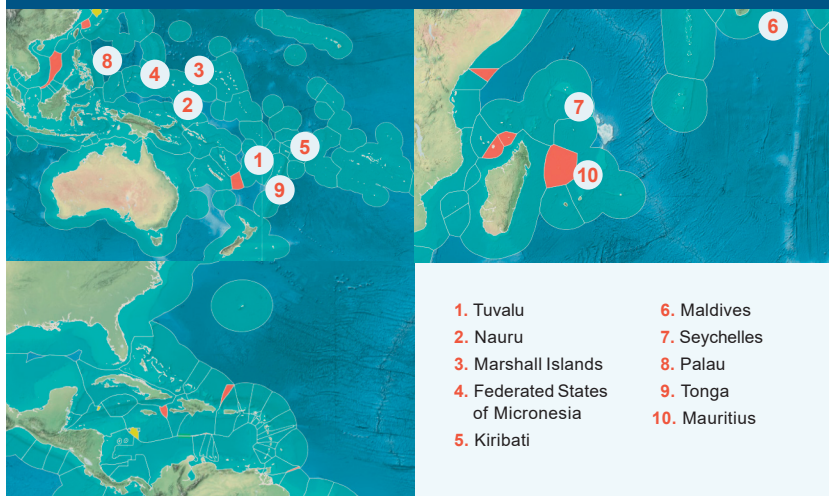 8
4
3
2
1
5
9
6
7
10
1. Tuvalu
2. Nauru
3. Marshall Islands
4. Federated States
of Micronesia
5. Kiribati
6. Maldives
7. Seychelles
8. Palau
9. Tonga
10. Mauritius